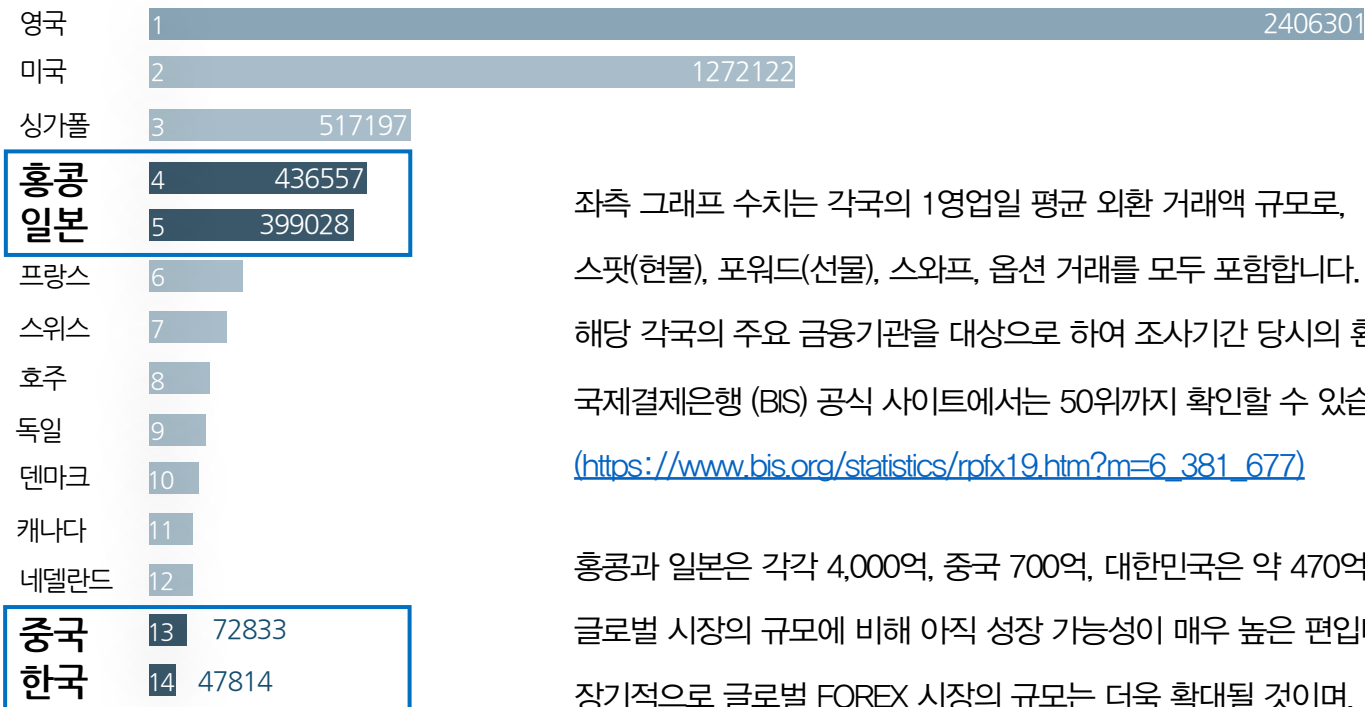 영국 1 2406301
미국 2 1272122
싱가폴 3 517197
홍콩 4 436557
일본 5 399028
프랑스 6
스위스 7
호주 8
독일 9
덴마크 10
캐나다 11
네델란드 12
중국 13 72833
한국 14 47814
좌측 그래프 수치는 각국의 1영업일 평균 외환 거래액 규모로,
스팟(현물), 포워드(선물), 스와프, 옵션 거래를 모두 포함합니다.
해당 각국의 주요 금융기관을 대상으로 하여 조사기간 당시의
국제결제은행 (BIS) 공식 사이트에서는 50위까지 확인할 수
(https://www.bis.org/statistics/rpfx19.htm?m=6_381_677)
홍콩과 일본은 각각 4,000억, 중국 700억, 대한민국은 약 470억
글로벌 시장의 규모에 비해 아직 성장 가능성이 매우 높은
장기적으로 글로벌 FOREX 시장의 규모는 더욱 확대될 것이며,